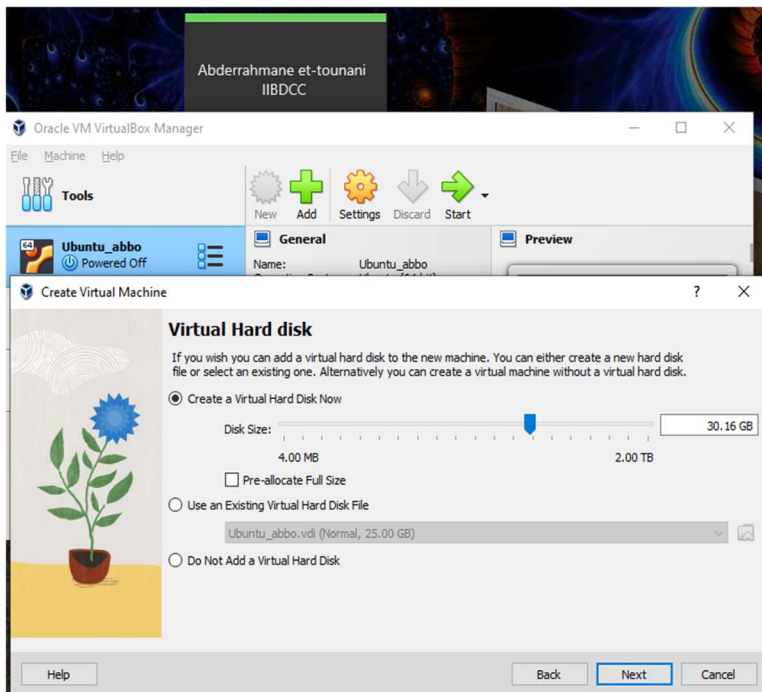 Abderrahmane et-tounani
IIBDCC
Oracle VM VirtualBox Manager
File Machine Help
Tools
New Add Settings Discard Start
64
Ubuntu_abbo
Powered Off
General
Name: Ubuntu_abbo
Preview
Create Virtual Machine
?
Virtual Hard disk
If you wish you can add a virtual hard disk to the new machine. You can either create a new hard disk
file or select an existing one. Alternatively you can create a virtual machine without a virtual hard disk.
Create a Virtual Hard Disk Now
Disk Size: 30.16 GB
4.00 MB 2.00 TB
Pre-allocate Full Size
Use an Existing Virtual Hard Disk File
Ubuntu_abbo.vdi (Normal, 25.00 GB)
Do Not Add a Virtual Hard Disk
Help Back Next Cancel